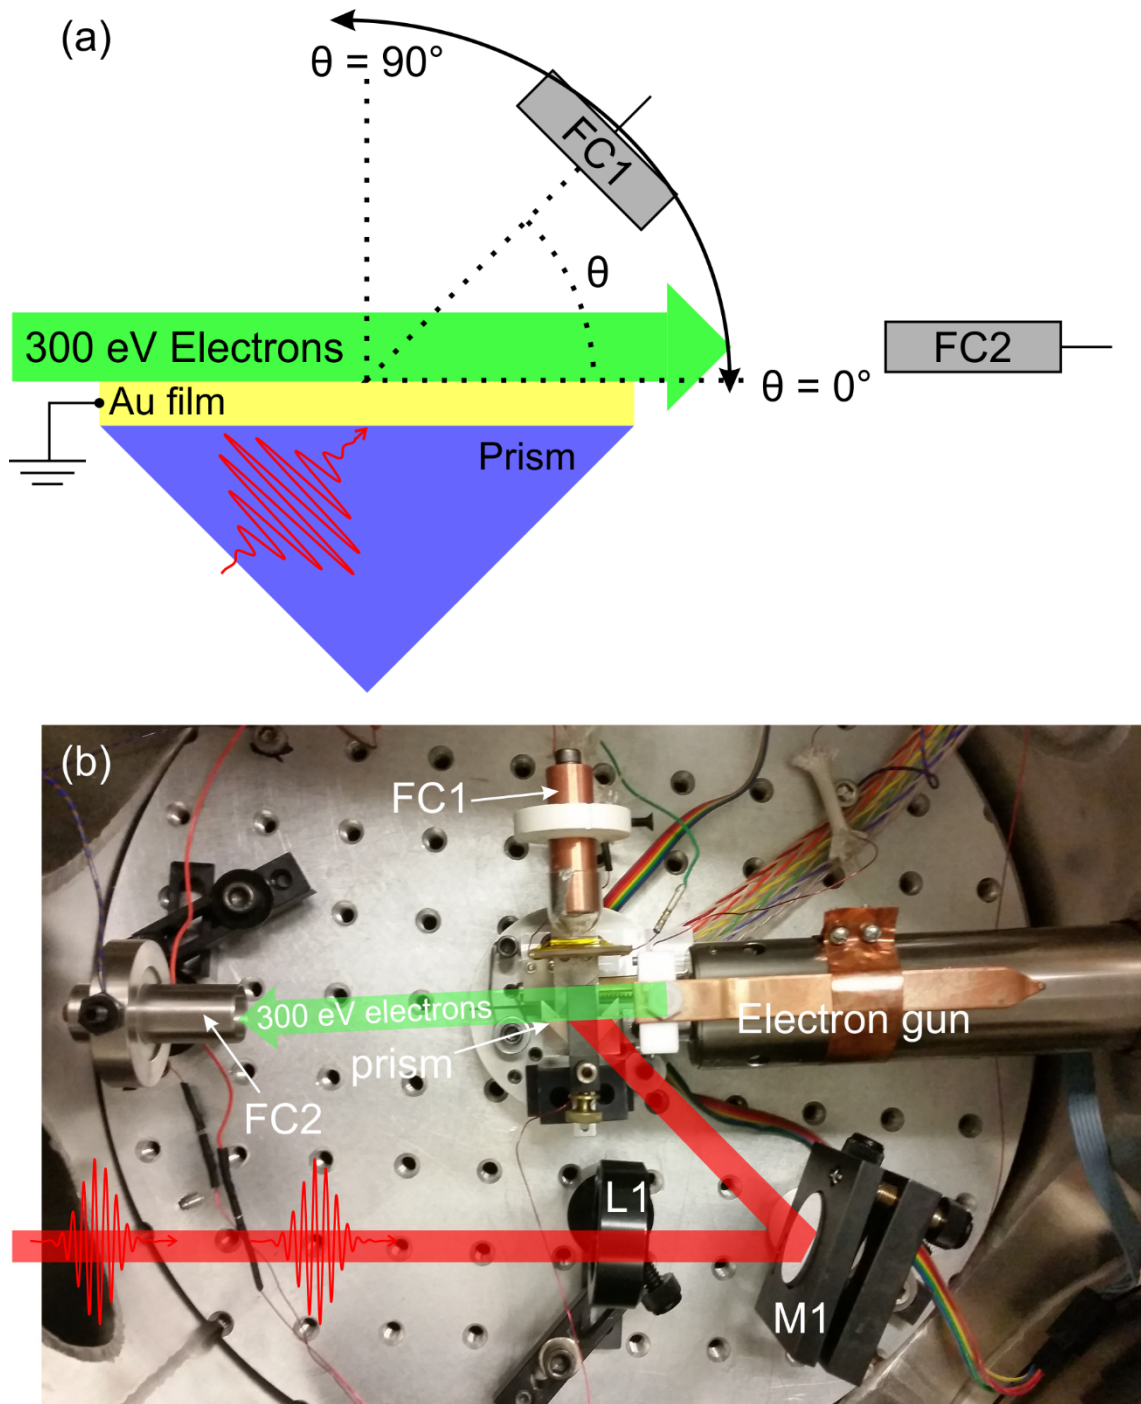 (a)
θ = 90°
FC1
θ
300 eV Electrons
FC2
θ = 0°
Au film
Prism
(b)
FC1
300 eV electrons
Electron gun
prism
FC2
L1
M1